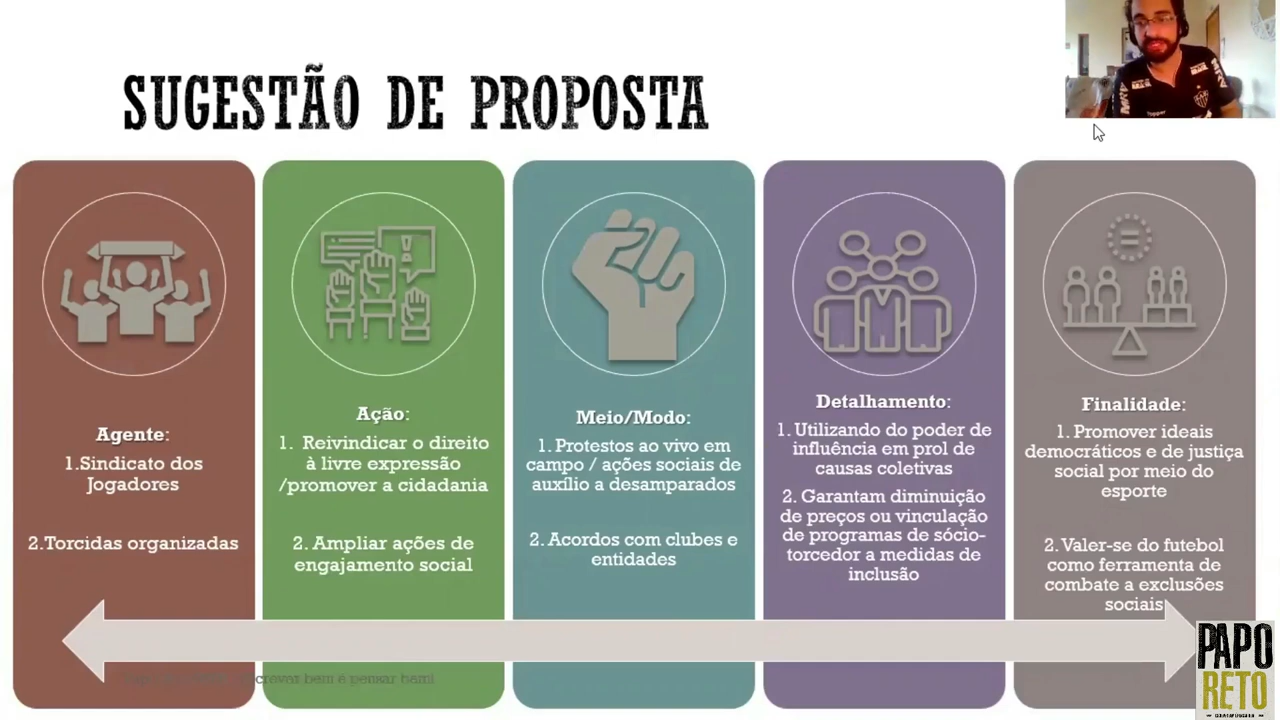 SUGESTÃO DE PROPOSTA
Agente:
1.Sindicato dos
Jogadores
2.Torcidas organizadas
Ação:
1. Reivindicar o direito
à livre expressão
/promover a cidadania
2. Ampliar ações de
engajamento social
Meio/Modo:
1. Protestos ao vivo em
campo / ações sociais de
auxílio a desamparados
2. Acordos com clubes e
entidades
Detalhamento:
1. Utilizando do poder de
influência em prol de
causas coletivas
2. Garantam diminuição
de preços ou vinculação
de programas de sócio-
torcedor a medidas de
inclusão
Finalidade:
1. Promover ideais
democráticos e de justiça
social por meio do
esporte
2. Valer-se do futebol
como ferramenta de
combate a exclusões
sociais
bem é pensar bem!
PAPO
RETO